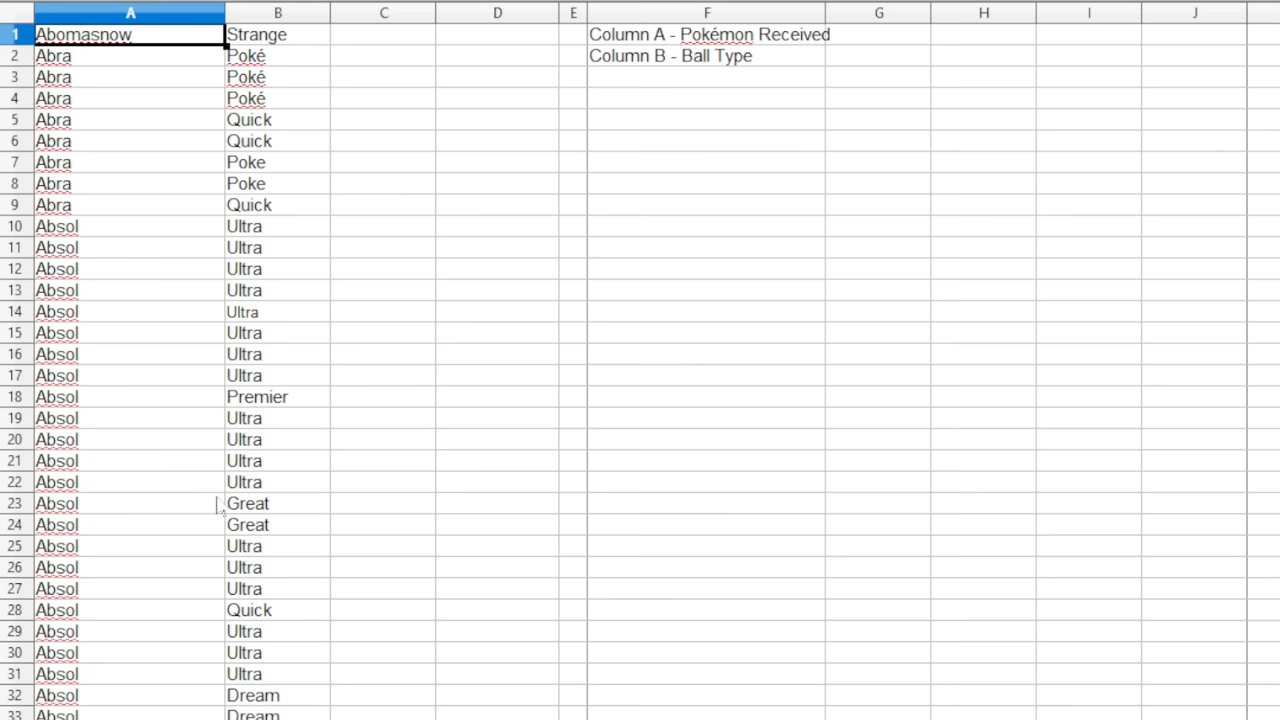 A B C D E F G H I J
1 Abomasnow Strange Column A - Pokémon Received
2 Abra Poké Column B - Ball Type
3 Abra Poké
4 Abra Poké
5 Abra Quick
6 Abra Quick
7 Abra Poke
8 Abra Poke
9 Abra Quick
10 Absol Ultra
11 Absol Ultra
12 Absol Ultra
13 Absol Ultra
14 Absol Ultra
15 Absol Ultra
16 Absol Ultra
17 Absol Ultra
18 Absol Premier
19 Absol Ultra
20 Absol Ultra
21 Absol Ultra
22 Absol Ultra
23 Absol Great
24 Absol Great
25 Absol Ultra
26 Absol Ultra
27 Absol Ultra
28 Absol Quick
29 Absol Ultra
30 Absol Ultra
31 Absol Ultra
32 Absol Dream
33 Absol Dream